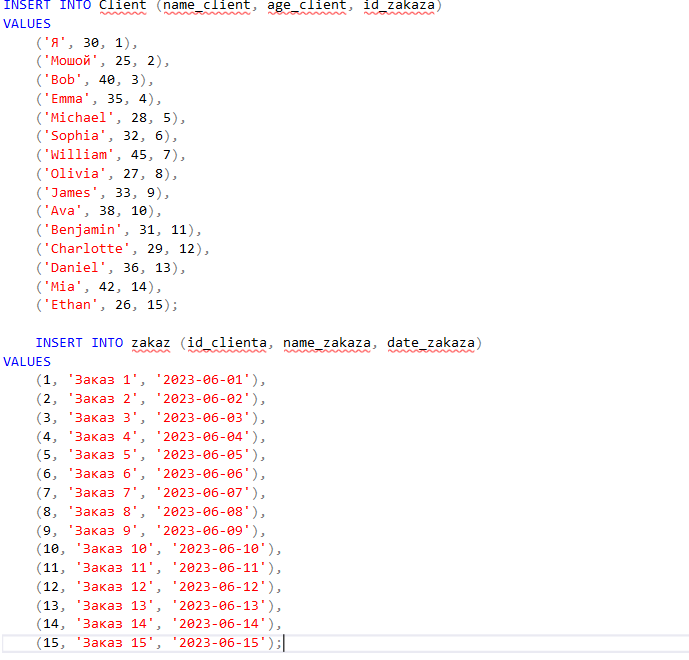 INSERT INTO Client (name_client, age_client, id_zakaza)
VALUES
('Я', 30, 1),
('Мошой', 25, 2),
('Bob', 40, 3),
('Emma', 35, 4),
('Michael', 28, 5),
('Sophia', 32, 6),
('William', 45, 7),
('Olivia', 27, 8),
('James', 33, 9),
('Ava', 38, 10),
('Benjamin', 31, 11),
('Charlotte', 29, 12),
('Daniel', 36, 13),
('Mia', 42, 14),
('Ethan', 26, 15);
INSERT INTO zakaz (id_clienta, name_zakaza, date_zakaza)
VALUES
(1, 'Заказ 1', '2023-06-01'),
(2, 'Заказ 2', '2023-06-02'),
(3, 'Заказ 3', '2023-06-03'),
(4, 'Заказ 4', '2023-06-04'),
(5, 'Заказ 5', '2023-06-05'),
(6, 'Заказ 6', '2023-06-06'),
(7, 'Заказ 7', '2023-06-07'),
(8, 'Заказ 8', '2023-06-08'),
(9, 'Заказ 9', '2023-06-09'),
(10, 'Заказ 10', '2023-06-10'),
(11, 'Заказ 11', '2023-06-11'),
(12, 'Заказ 12', '2023-06-12'),
(13, 'Заказ 13', '2023-06-13'),
(14, 'Заказ 14', '2023-06-14'),
(15, 'Заказ 15', '2023-06-15');